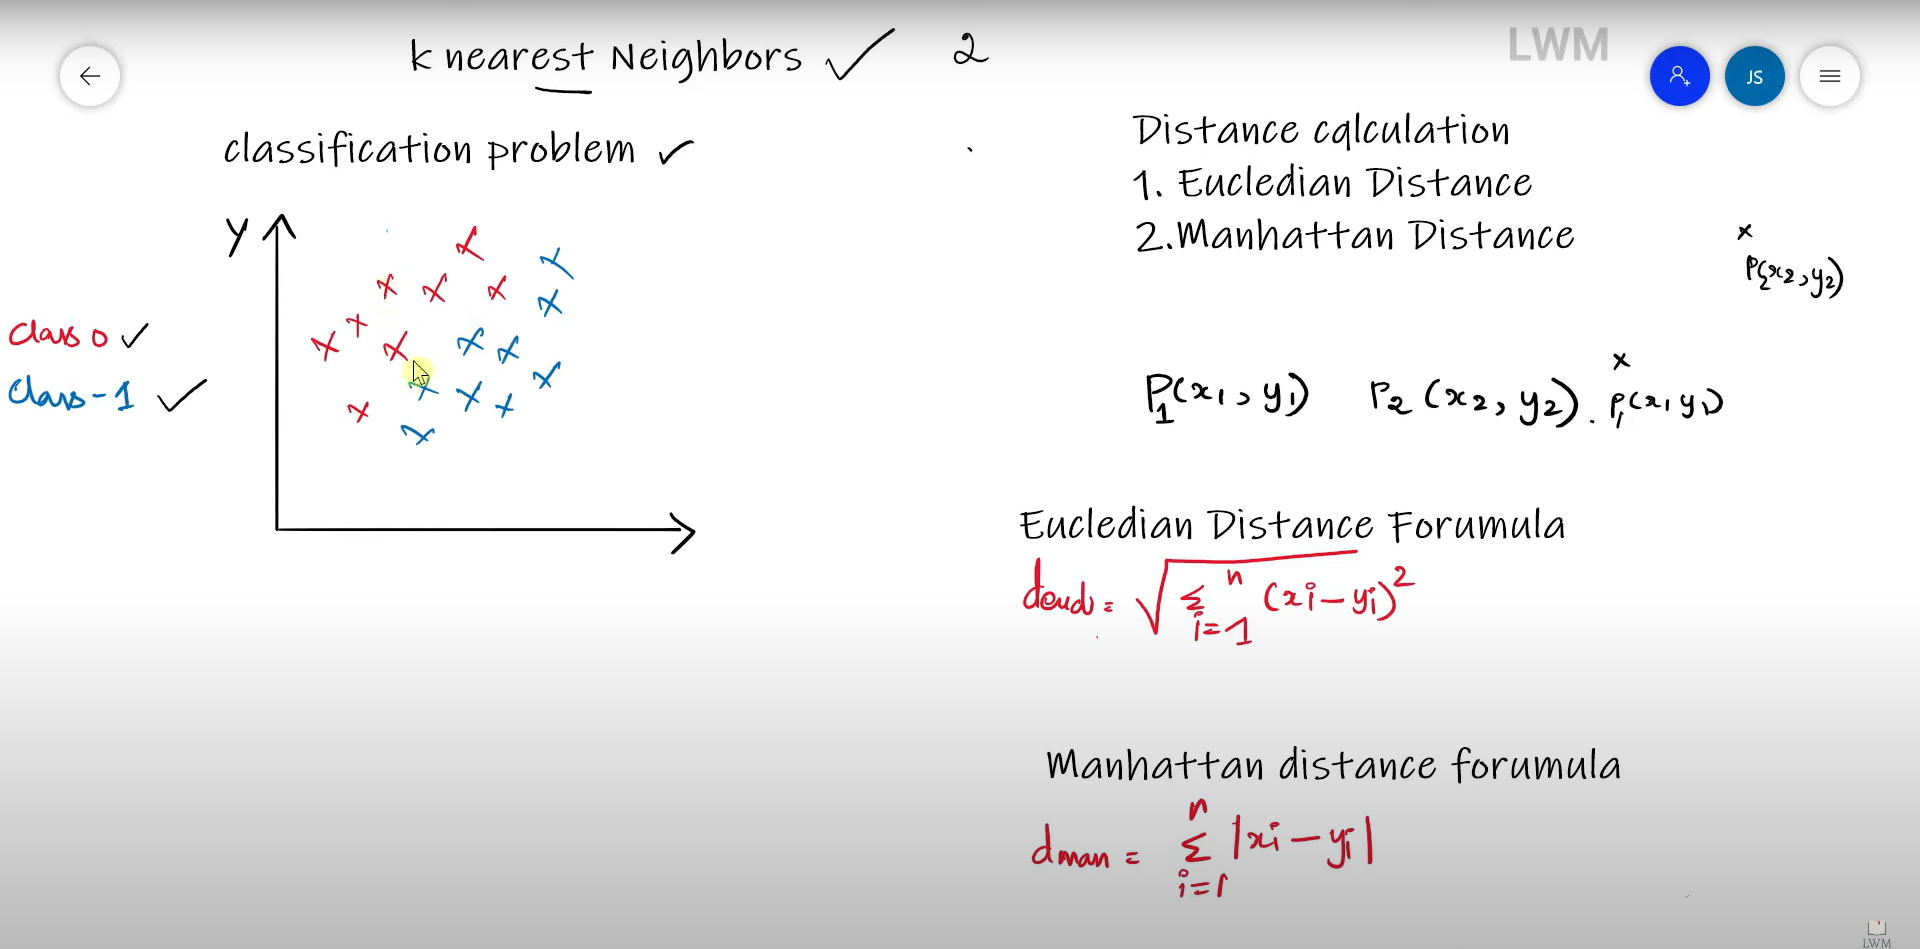 k nearest Neighbors ✓ 2
LWM
JS
classification problem ✓
Y
Class 0 ✓
Class-1 ✓
Distance cqlculation
1. Eucledian Distance
2.Manhattan Distance
x
P2(x2, y2)
x
P1(x1, y1) P2(x2, y2). P1(x1 y1)
Eucledian Distance Forumula
deucl = √Σ i=1 n (xi-yi)²
Manhattan distance forumula
dman = Σ i=1 n |xi-yi|
LWM